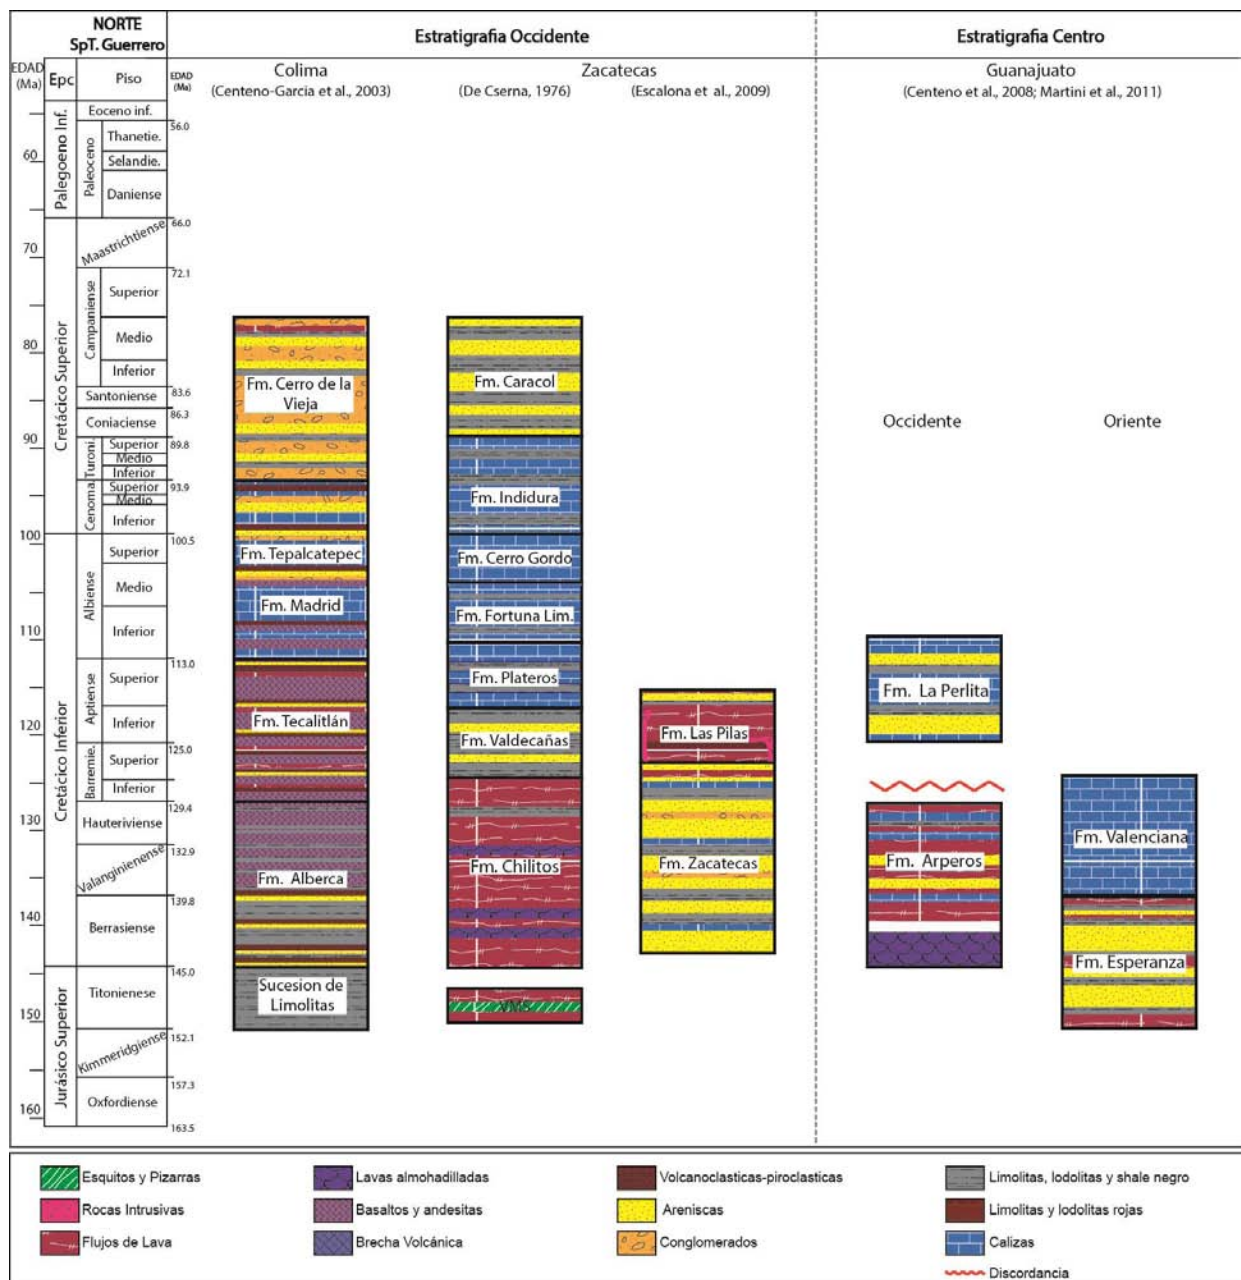 NORTE
SpT. Guerrero
Estratigrafia Occidente
Estratigrafia Centro
EDAD
(Ma)
Epc
Piso
EDAD
(Ma)
Colima
(Centeno-Garcia et al., 2003)
Zacatecas
(De Cserna, 1976)
(Escalona et al., 2009)
Guanajuato
(Centeno et al., 2008; Martini et al., 2011)
60
70
80
90
100
110
120
130
140
150
160
Palegoeno Inf.
Cretácico Superior
Cretácico Inferior
Jurásico Superior
Eoceno inf.
56.0
Paleoceno
Thanetie.
Selandie.
Daniense
66.0
Maastrichtiense
72.1
Campaniense
Superior
Medio
Inferior
83.6
Santoniense
86.3
Coniaciense
89.8
Turoni.
Superior
Medio
Inferior
93.9
Cenoma.
Superior
Medio
Inferior
100.5
Albiense
Superior
Medio
Inferior
113.0
Aptiense
Superior
Inferior
125.0
Barremie.
Superior
Inferior
129.4
Hauteriviense
132.9
Valanginienense
139.8
Berrasiense
145.0
Titonienese
152.1
Kimmeridgiense
157.3
Oxfordiense
163.5
Fm. Cerro de la
Vieja
Fm. Tepalcatepec
Fm. Madrid
Fm. Tecalitlán
Fm. Alberca
Sucesion de
Limolitas
Fm. Caracol
Fm. Indidura
Fm. Cerro Gordo
Fm. Fortuna Lim.
Fm. Plateros
Fm. Valdecañas
Fm. Chilitos
VMS
Fm. Las Pilas
Fm. Zacatecas
Occidente
Oriente
Fm. La Perlita
Fm. Arperos
Fm. Valenciana
Fm. Esperanza
Esquitos y Pizarras
Lavas almohadilladas
Volcanoclasticas-piroclasticas
Limolitas, lodolitas y shale negro
Rocas Intrusivas
Basaltos y andesitas
Areniscas
Limolitas y lodolitas rojas
Flujos de Lava
Brecha Volcánica
Conglomerados
Calizas
Discordancia